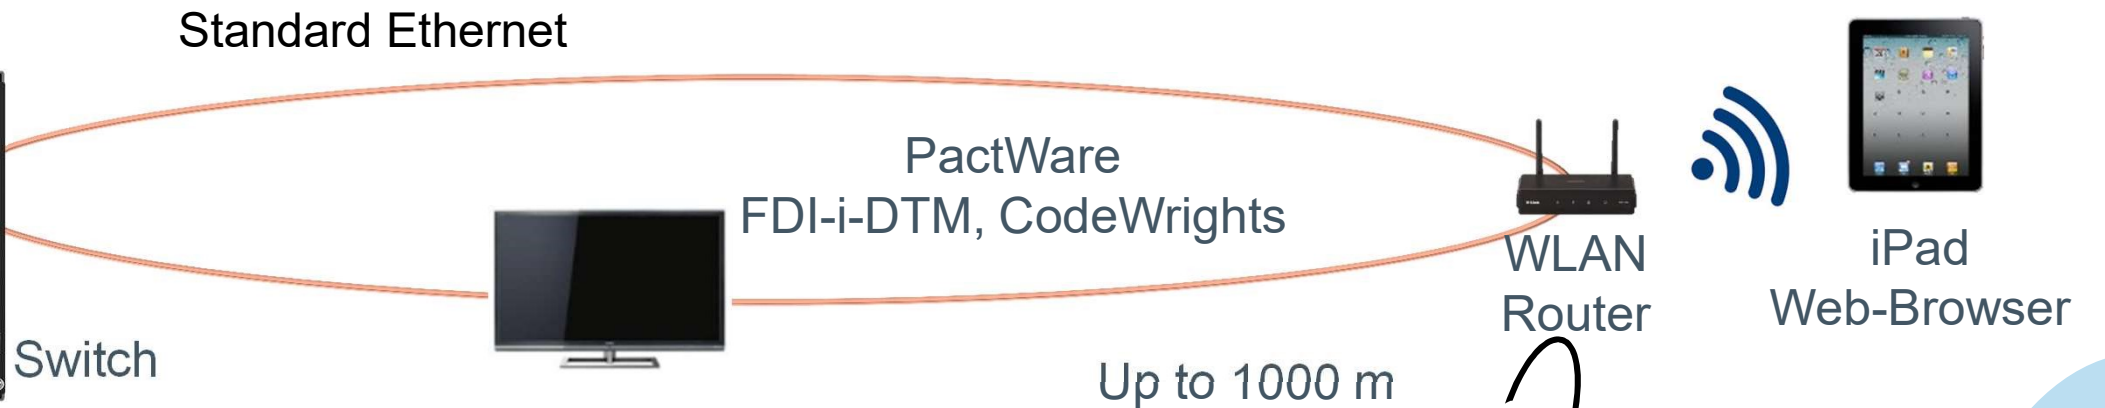 Standard Ethernet
PactWare
FDI-i-DTM, CodeWrights
WLAN
Router
iPad
Web-Browser
Switch
Up to 1000 m